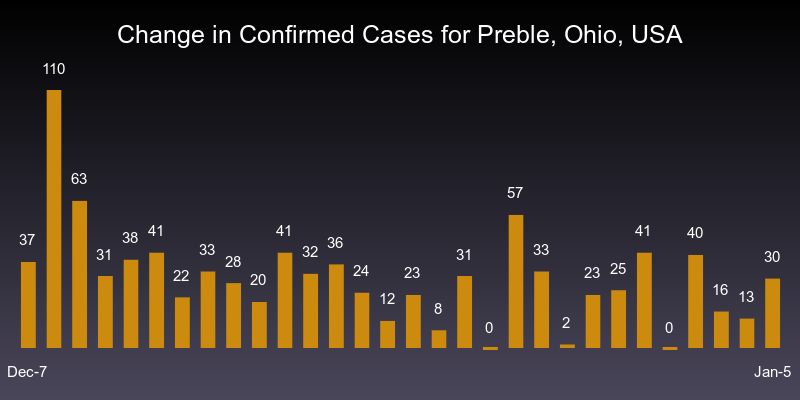 Change in Confirmed Cases for Preble, Ohio, USA
37 110 63 31 38 41 22 33 28 20 41 32 36 24 12 23 8 31 0 57 33 2 23 25 41 0 40 16 13 30
Dec-7 Jan-5